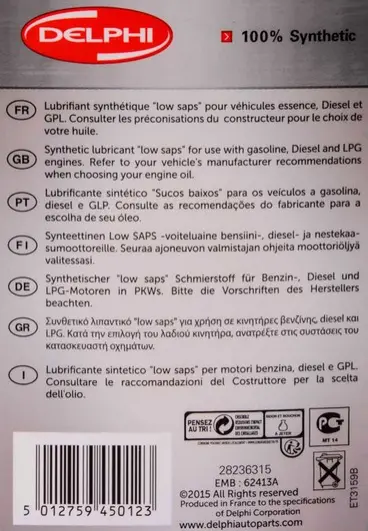 DELPHI
100% Synthetic
FR
Lubrifiant synthétique "low saps" pour véhicules essence, Diesel et
GPL. Consulter les préconisations du constructeur pour le choix de
votre huile.
GB
Synthetic lubricant "low saps" for use with gasoline, Diesel and LPG
engines. Refer to your vehicle's manufacturer recommendations
when choosing your engine oil.
PT
Lubrificante sintético "Sucos baixos" para os veículos a gasolina,
diesel e GLP. Consulte as recomendações do fabricante para a
escolha de seu óleo.
FI
Synteettinen Low SAPS -voiteluaine bensiini-, diesel- ja nestekaa-
sumoottoreille. Seuraa ajoneuvon valmistajan ohjeita moottoriöljyä
valitessasi.
DE
Synthetischer "low saps" Schmierstoff für Benzin-, Diesel und
LPG-Motoren in PKWs. Bitte die Vorschriften des Herstellers
beachten.
GR
Συνθετικό λιπαντικό "low saps" για χρήση σε κινητήρες βενζίνης, diesel και
LPG. Κατά την επιλογή του λαδιού κινητήρα, ανατρέξτε στις συστάσεις του
κατασκευαστή οχημάτων.
I
Lubrificante sintetico "low saps" per motori benzina, diesel e GPL.
Consultare le raccomandazioni del Costruttore per la scelta
dell'olio.
PENSEZ
AU TRI !
À JETER
MT 14
28236315
EMB : 62413A
©2015 All rights reserved
Produced in France to the specifications
of Delphi Corporation
www.delphiautoparts.com/
ET3159B
5 012759 450123